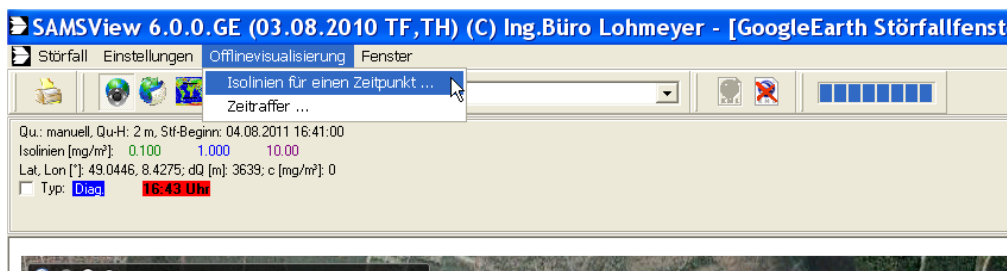 SAMSView 6.0.0.GE (03.08.2010 TF,TH) (C) Ing.Büro Lohmeyer - [GoogleEarth Störfallfenst
Störfall Einstellungen Offlinevisualisierung Fenster
Isolinien für einen Zeitpunkt ...
Zeitraffer ...
Qu.: manuell, Qu-H: 2 m, Stf-Beginn: 04.08.2011 16:41:00
Isolinien [mg/m³]: 0.100 1.000 10.00
Lat, Lon [°]: 49.0446, 8.4275; dQ [m]: 3639; c [mg/m³]: 0
Typ: Diag. 16:43 Uhr